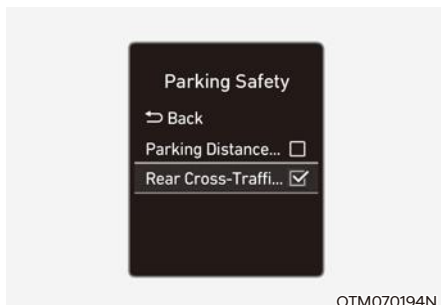 Parking Safety
Back
Parking Distance...
Rear Cross-Traffi...
OTM070194N